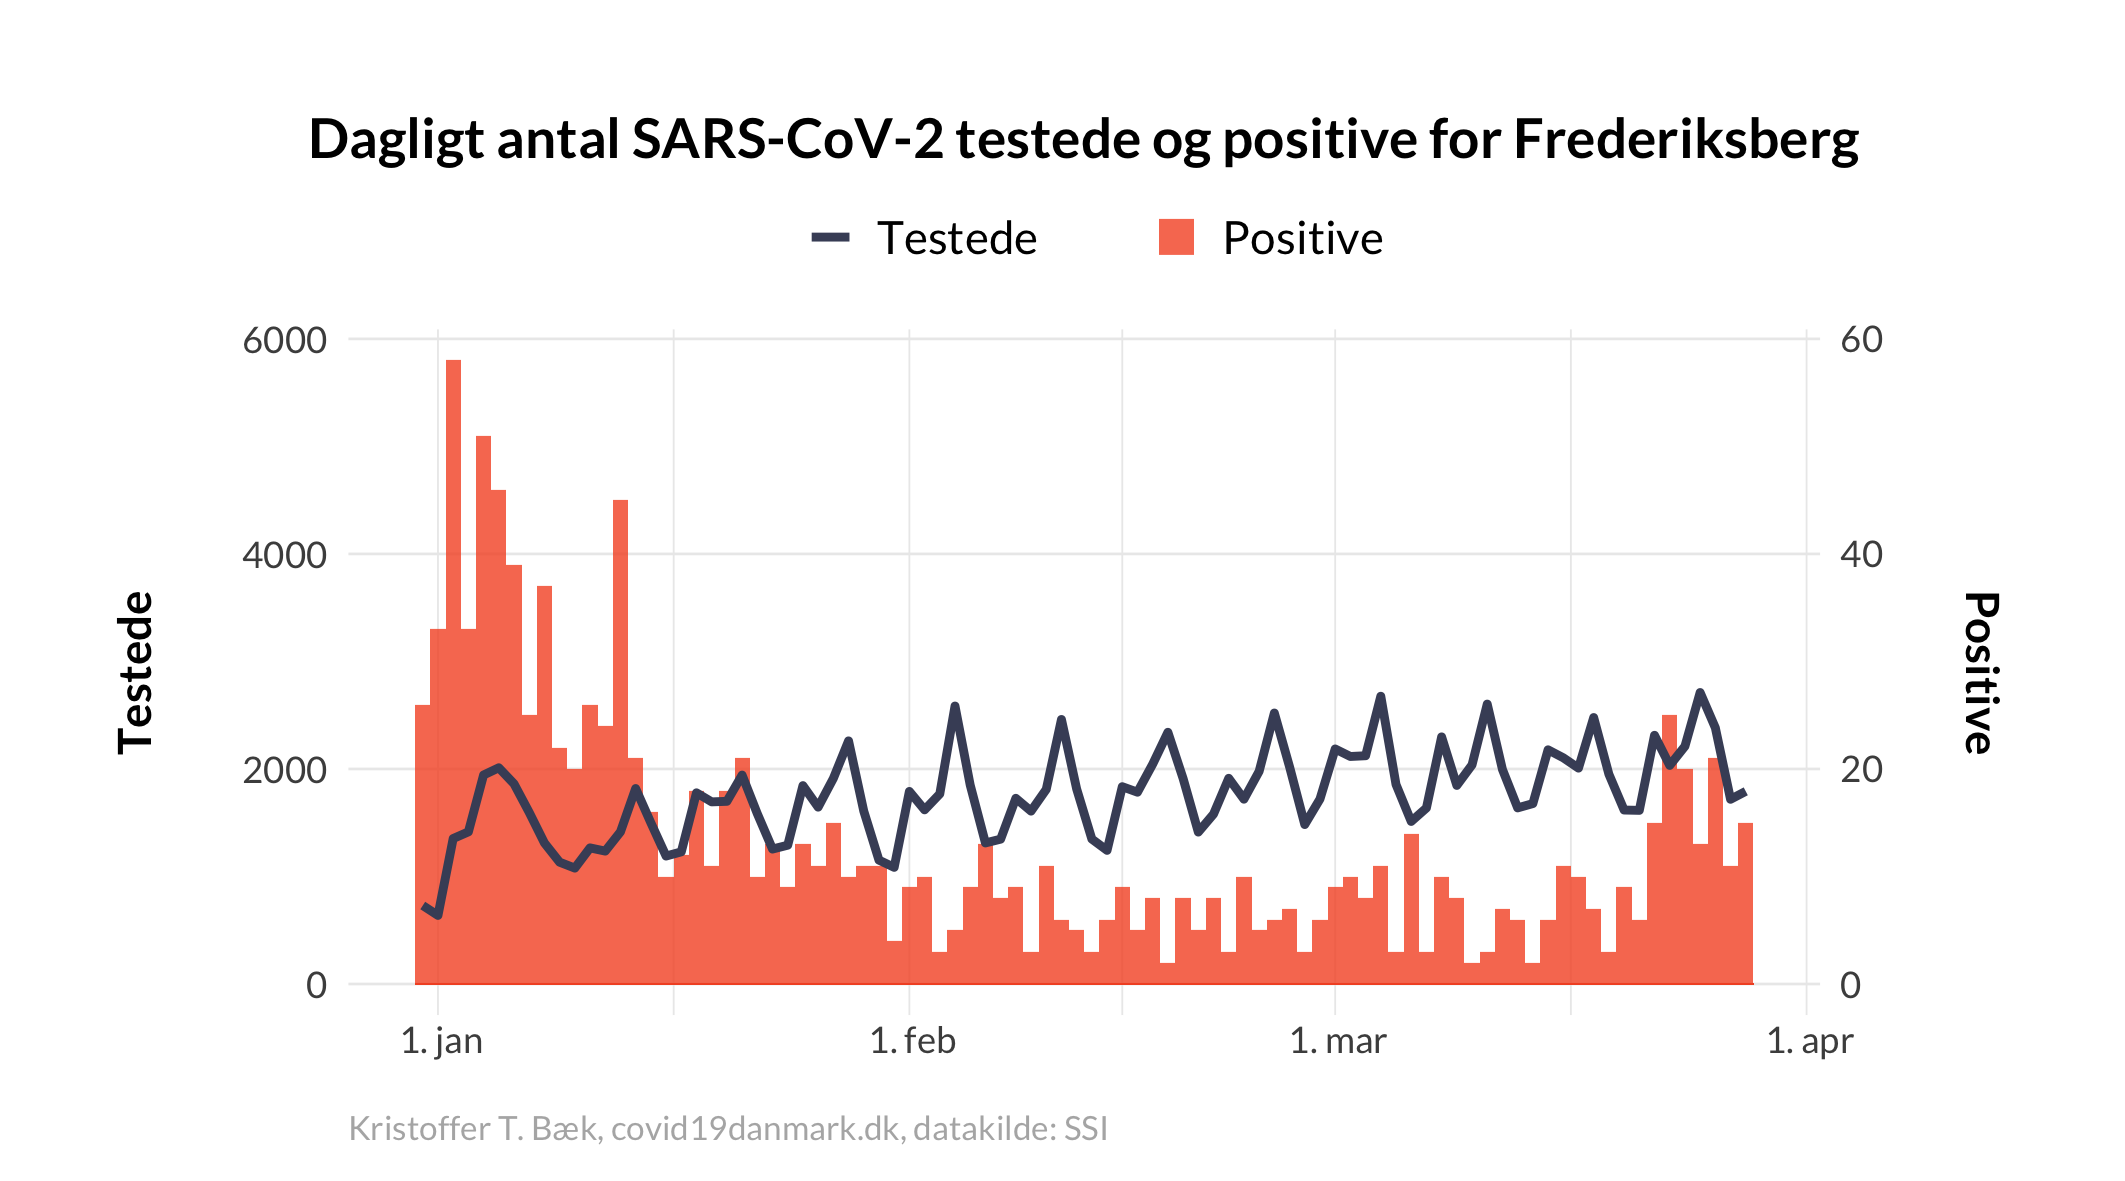 Dagligt antal SARS-CoV-2 testede og positive for Frederiksberg
Testede Positive
6000 60
4000 40
2000 20
0 0
Testede
Positive
1. jan 1. feb 1. mar 1. apr
Kristoffer T. Bæk, covid19danmark.dk, datakilde: SSI